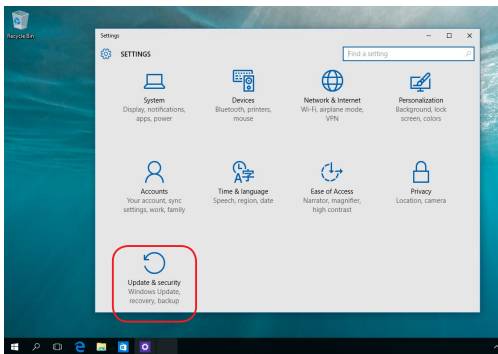 Recycle Bin
Settings
SETTINGS
Find a setting
System
Display, notifications,
apps, power
Devices
Bluetooth, printers,
mouse
Network & Internet
Wi-Fi, airplane mode,
VPN
Personalization
Background, lock
screen, colors
Accounts
Your account, sync
settings, work, family
Time & language
Speech, region, date
Ease of Access
Narrator, magnifier,
high contrast
Privacy
Location, camera
Update & security
Windows Update,
recovery, backup